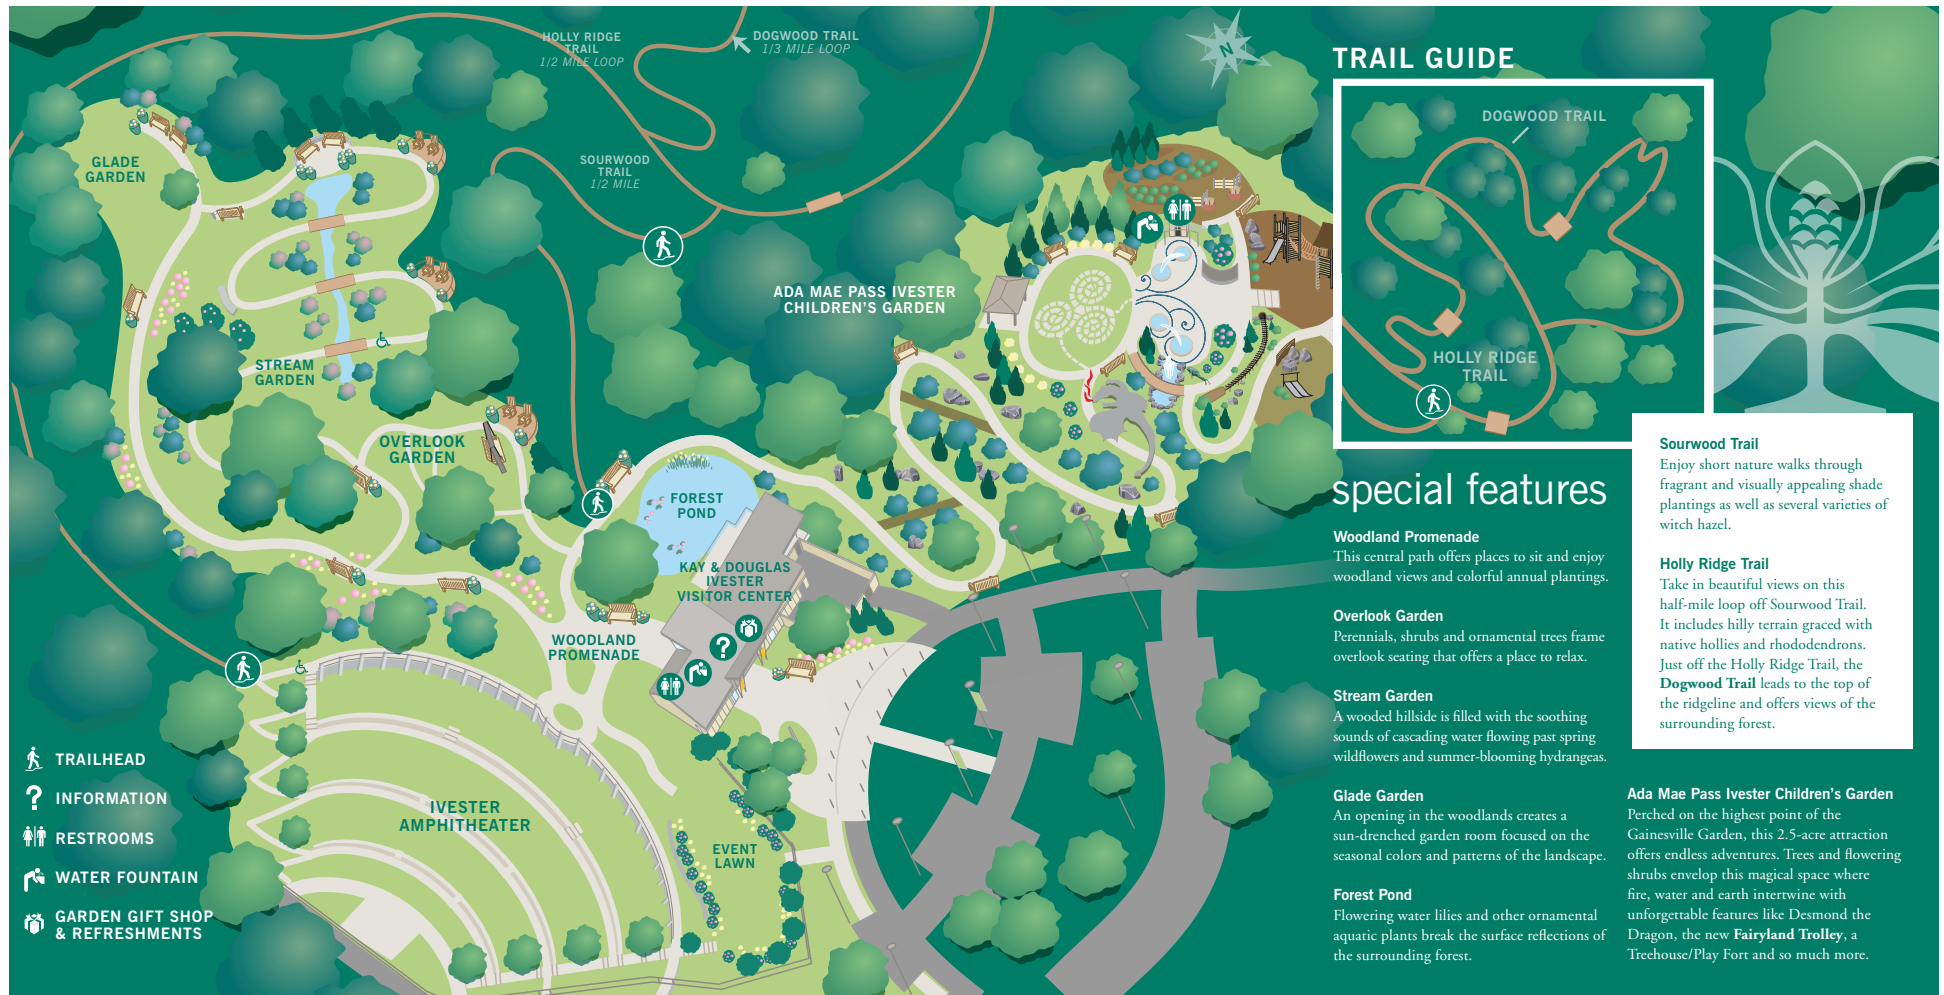 HOLLY RIDGE
TRAIL
1/2 MILE LOOP
DOGWOOD TRAIL
1/3 MILE LOOP
N
GLADE
GARDEN
SOURWOOD
TRAIL
1/2 MILE
ADA MAE PASS IVESTER
CHILDREN'S GARDEN
STREAM
GARDEN
OVERLOOK
GARDEN
FOREST
POND
KAY & DOUGLAS
IVESTER
VISITOR CENTER
WOODLAND
PROMENADE
?
IVESTER
AMPHITHEATER
EVENT
LAWN
TRAILHEAD
? INFORMATION
RESTROOMS
WATER FOUNTAIN
GARDEN GIFT SHOP
& REFRESHMENTS
TRAIL GUIDE
DOGWOOD TRAIL
HOLLY RIDGE
TRAIL
special features
Woodland Promenade
This central path offers places to sit and enjoy
woodland views and colorful annual plantings.
Overlook Garden
Perennials, shrubs and ornamental trees frame
overlook seating that offers a place to relax.
Stream Garden
A wooded hillside is filled with the soothing
sounds of cascading water flowing past spring
wildflowers and summer-blooming hydrangeas.
Glade Garden
An opening in the woodlands creates a
sun-drenched garden room focused on the
seasonal colors and patterns of the landscape.
Forest Pond
Flowering water lilies and other ornamental
aquatic plants break the surface reflections of
the surrounding forest.
Sourwood Trail
Enjoy short nature walks through
fragrant and visually appealing shade
plantings as well as several varieties of
witch hazel.
Holly Ridge Trail
Take in beautiful views on this
half-mile loop off Sourwood Trail.
It includes hilly terrain graced with
native hollies and rhododendrons.
Just off the Holly Ridge Trail, the
Dogwood Trail leads to the top of
the ridgeline and offers views of the
surrounding forest.
Ada Mae Pass Ivester Children's Garden
Perched on the highest point of the
Gainesville Garden, this 2.5-acre attraction
offers endless adventures. Trees and flowering
shrubs envelop this magical space where
fire, water and earth intertwine with
unforgettable features like Desmond the
Dragon, the new Fairyland Trolley, a
Treehouse/Play Fort and so much more.